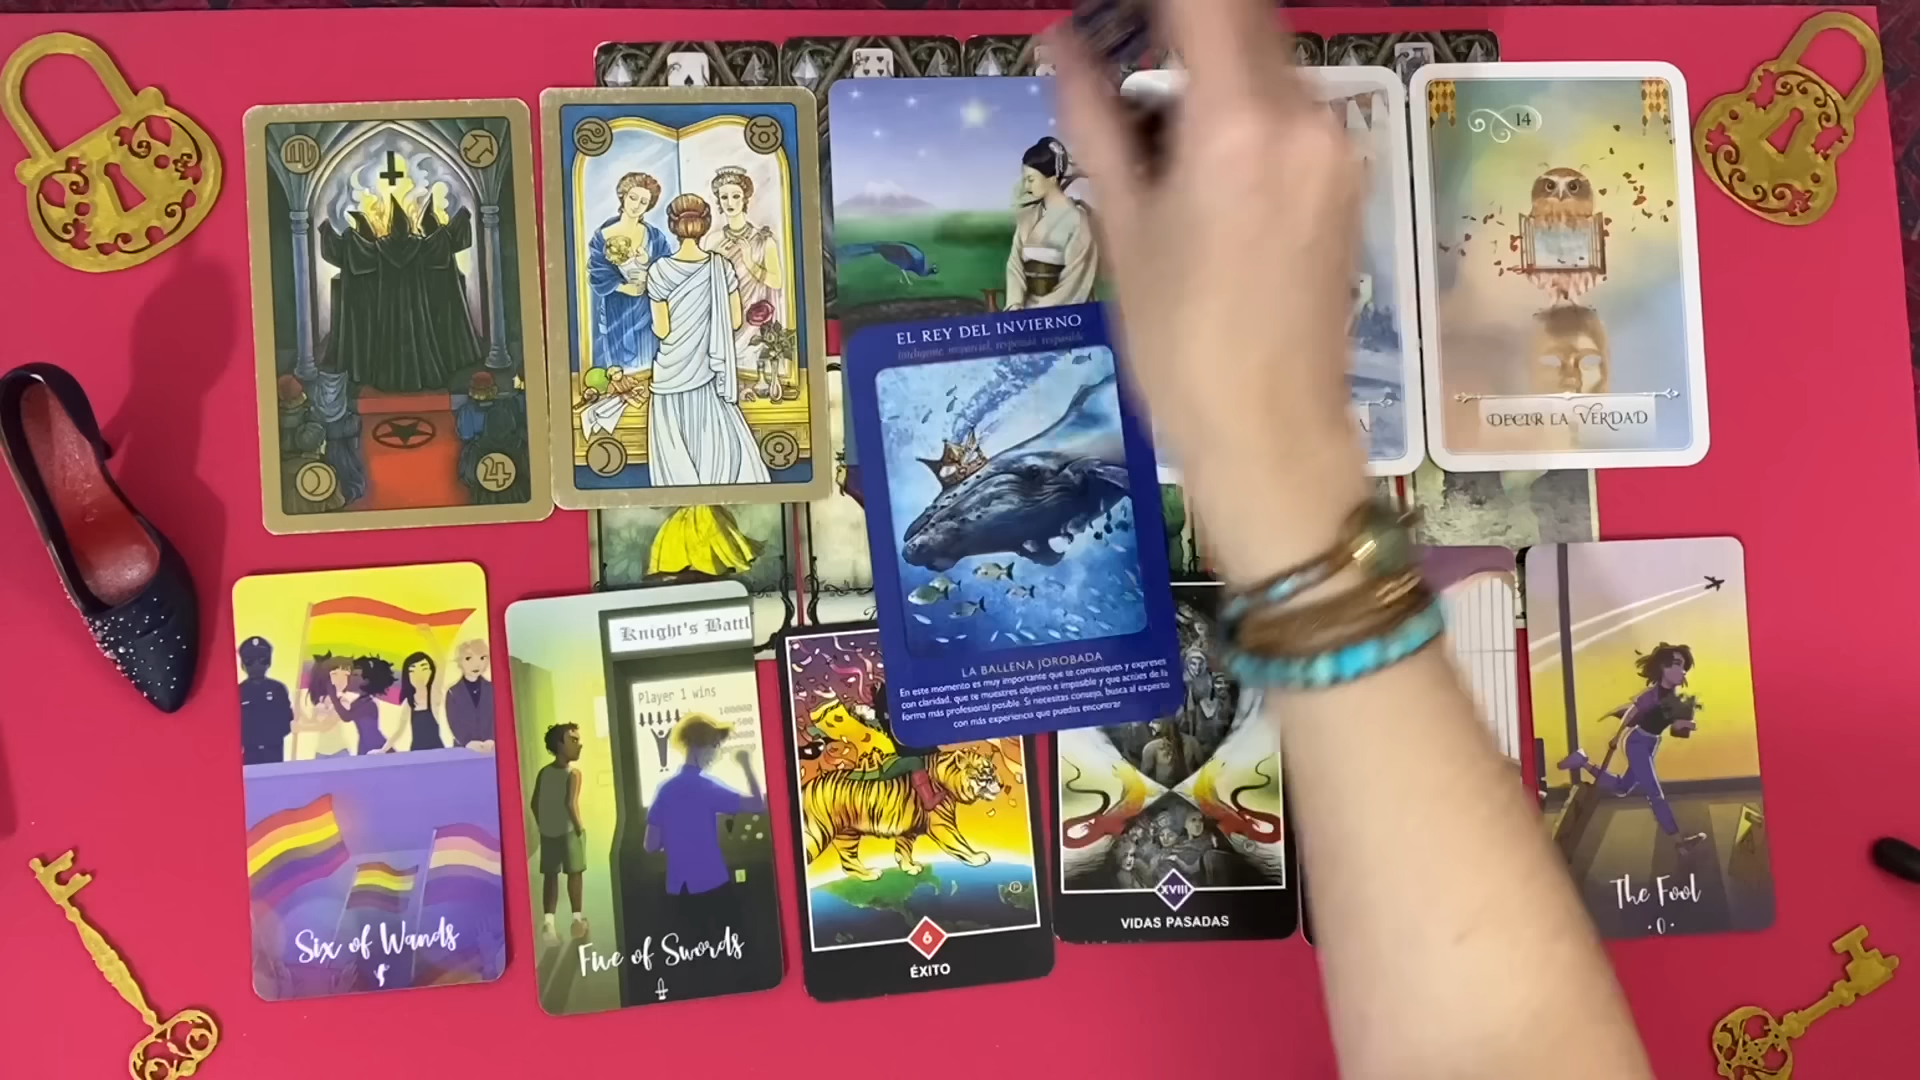 14
DECIR LA VERDAD
EL REY DEL INVIERNO
LA BALLENA JOROBADA
En este momento es muy importante que te comuniques y expreses
con claridad, que te muestres objetivo e imposible y que actúes de la
forma más profesional posible. Si necesitas consejo, busca al experto
con más experiencia que puedas encontrar
Knight's Battl
Player 1 wins
100000
Six of Wands
Five of Swords
6
ÉXITO
XVIII
VIDAS PASADAS
The Fool
0